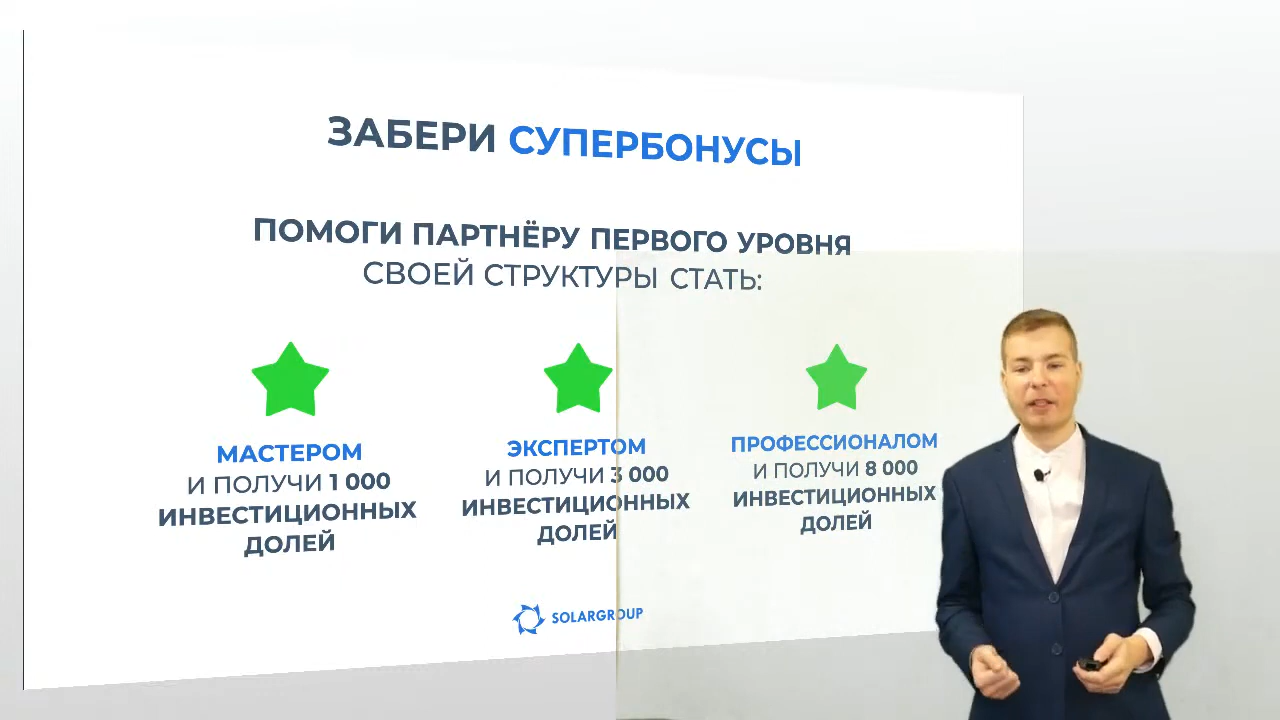 ЗАБЕРИ СУПЕРБОНУСЫ
ПОМОГИ ПАРТНЁРУ ПЕРВОГО УРОВНЯ
СВОЕЙ СТРУКТУРЫ СТАТЬ:
МАСТЕРОМ
И ПОЛУЧИ 1 000
ИНВЕСТИЦИОННЫХ
ДОЛЕЙ
ЭКСПЕРТОМ
И ПОЛУЧИ 3 000
ИНВЕСТИЦИОННЫХ
ДОЛЕЙ
ПРОФЕССИОНАЛОМ
И ПОЛУЧИ 8 000
ИНВЕСТИЦИОННЫХ
ДОЛЕЙ
SOLARGROUP